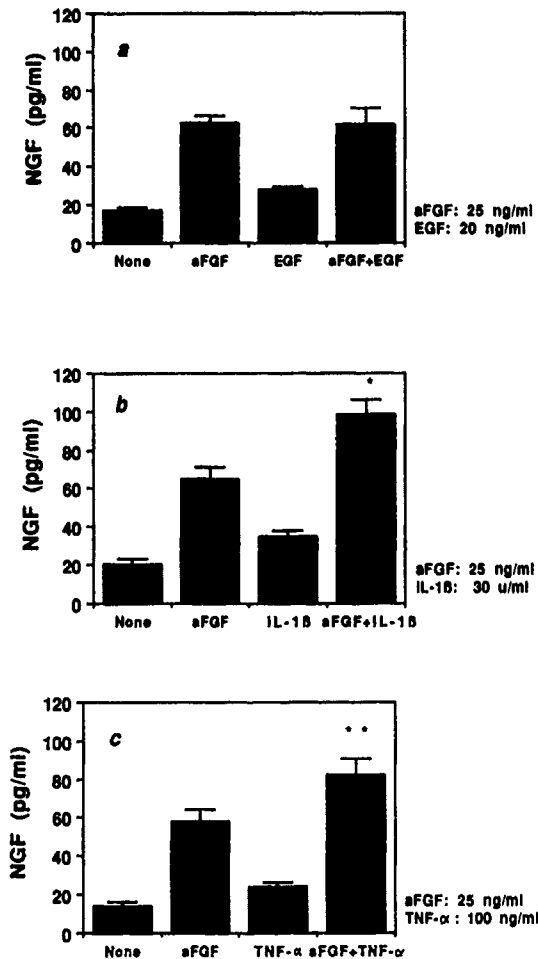 a
NGF (pg/ml)
120
100
80
60
40
20
0
None aFGF EGF aFGF+EGF
aFGF: 25 ng/ml
EGF: 20 ng/ml
b
NGF (pg/ml)
120
100
80
60
40
20
0
*
None aFGF IL-1ß aFGF+IL-1ß
aFGF: 25 ng/ml
IL-1ß: 30 u/ml
c
NGF (pg/ml)
120
100
80
60
40
20
0
* *
None aFGF TNF-α aFGF+TNF-α
aFGF: 25 ng/ml
TNF-α : 100 ng/ml